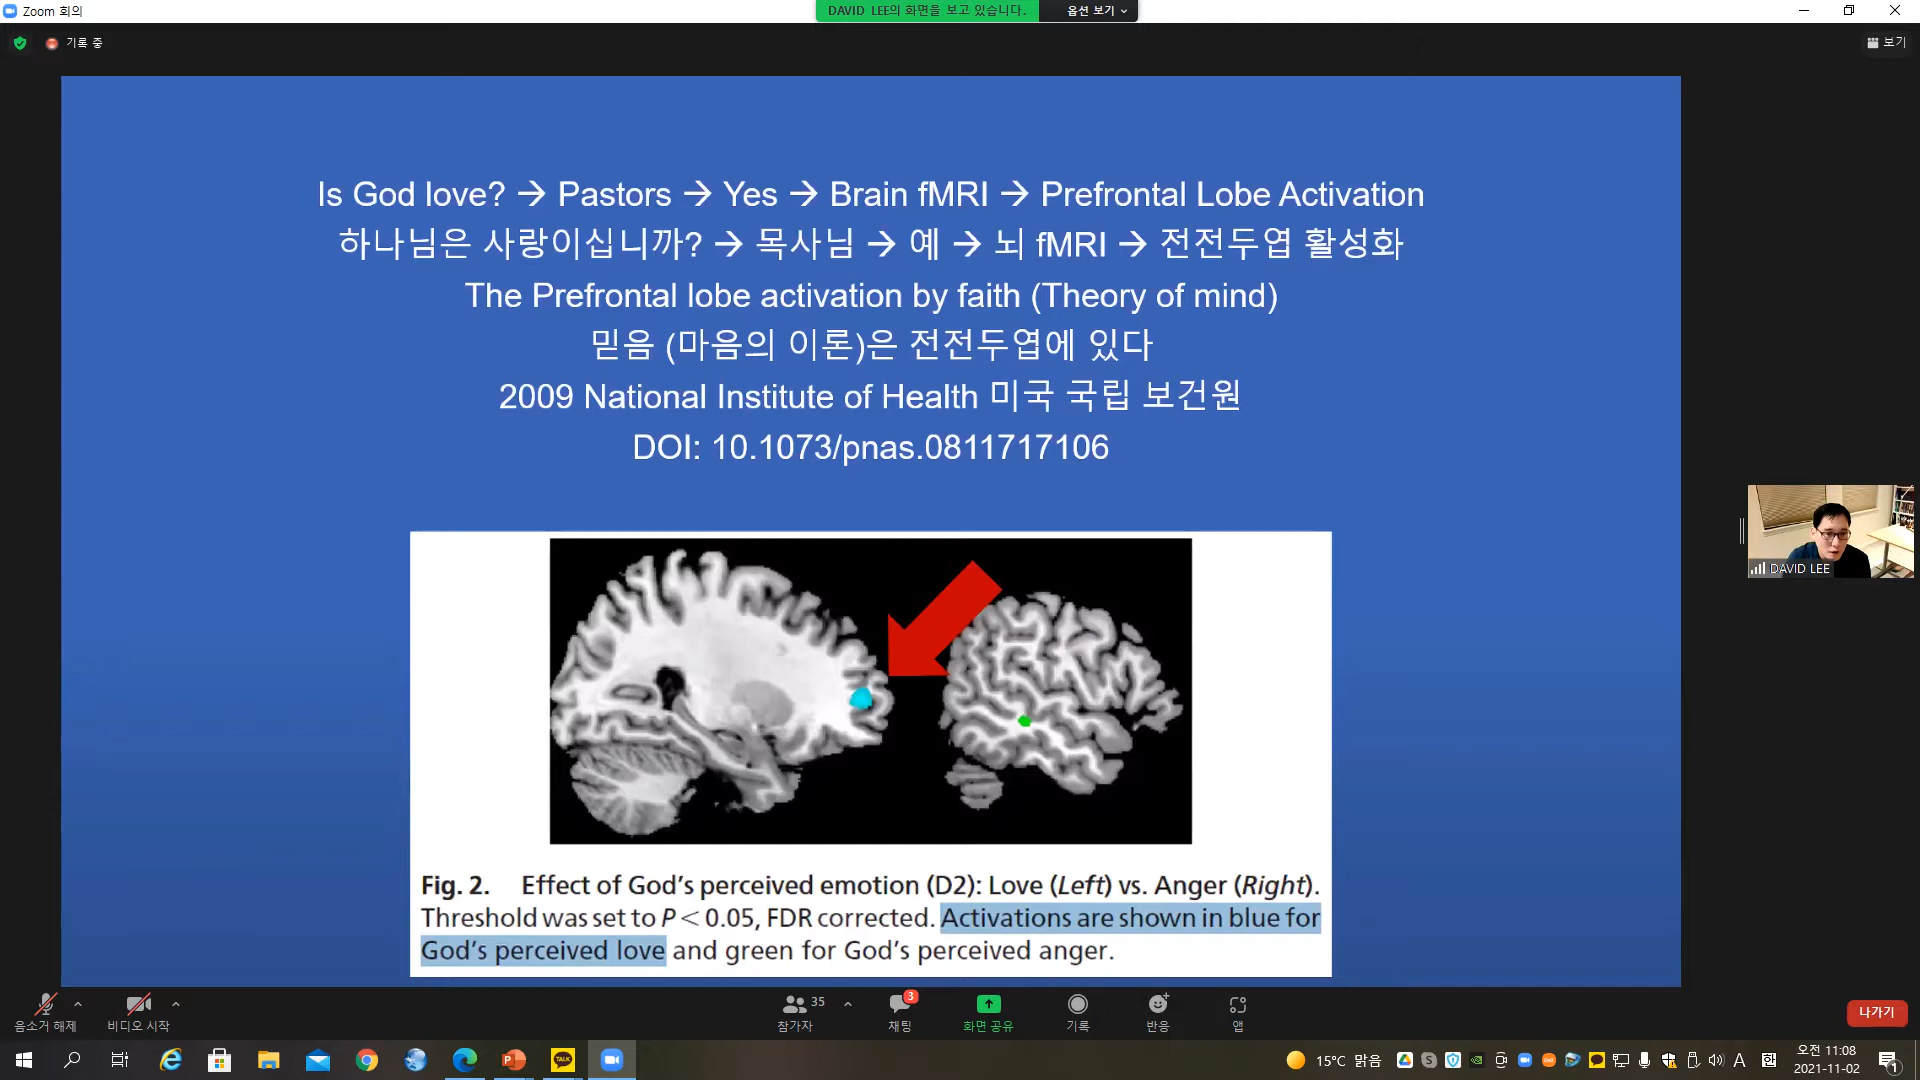 Zoom 회의
DAVID LEE의 화면을 보고 있습니다.
옵션 보기
기록 중
보기
Is God love? → Pastors → Yes → Brain fMRI → Prefrontal Lobe Activation
하나님은 사랑이십니까? → 목사님 → 예 → 뇌 fMRI → 전전두엽 활성화
The Prefrontal lobe activation by faith (Theory of mind)
믿음 (마음의 이론)은 전전두엽에 있다
2009 National Institute of Health 미국 국립 보건원
DOI: 10.1073/pnas.0811717106
Fig. 2. Effect of God's perceived emotion (D2): Love (Left) vs. Anger (Right).
Threshold was set to P < 0.05, FDR corrected. Activations are shown in blue for
God's perceived love and green for God's perceived anger.
DAVID LEE
음소거 해제
비디오 시작
35
참가자
3
채팅
화면 공유
기록
반응
앱
나가기
TALK
15°C 맑음
A
한
오전 11:08
2021-11-02
1